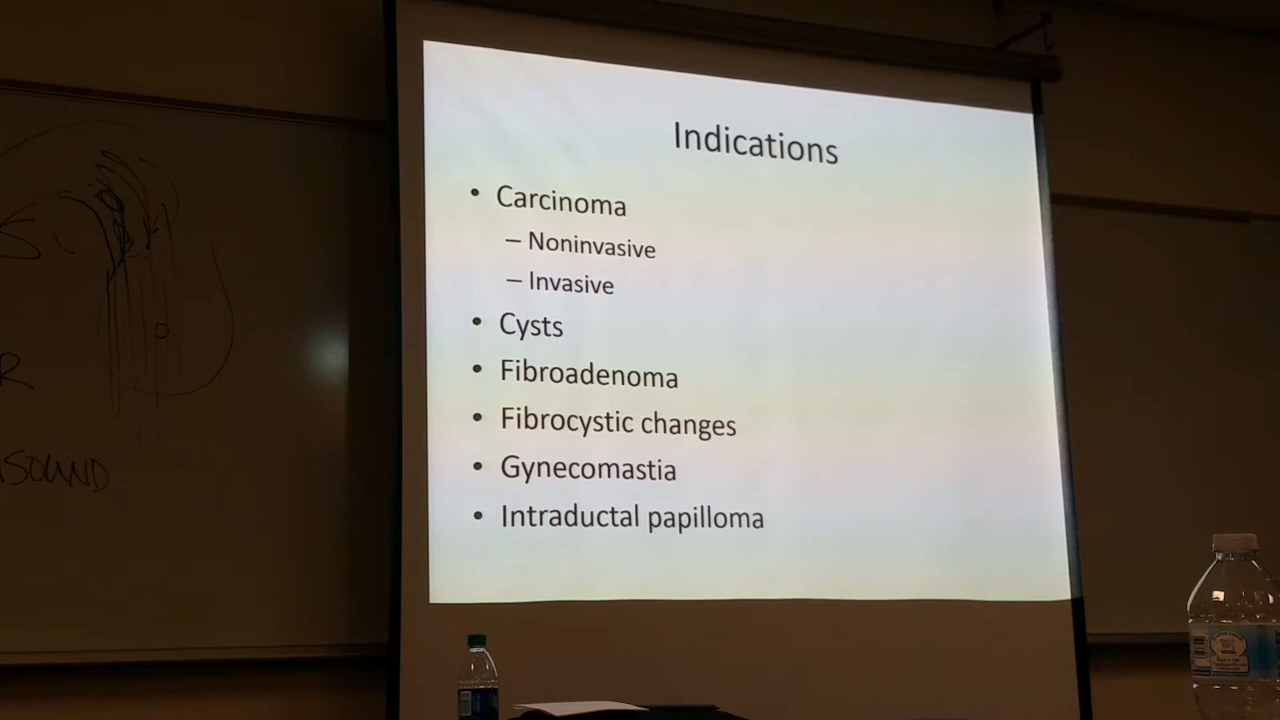 Indications
• Carcinoma
– Noninvasive
– Invasive
• Cysts
• Fibroadenoma
• Fibrocystic changes
• Gynecomastia
• Intraductal papilloma
R
SOUND